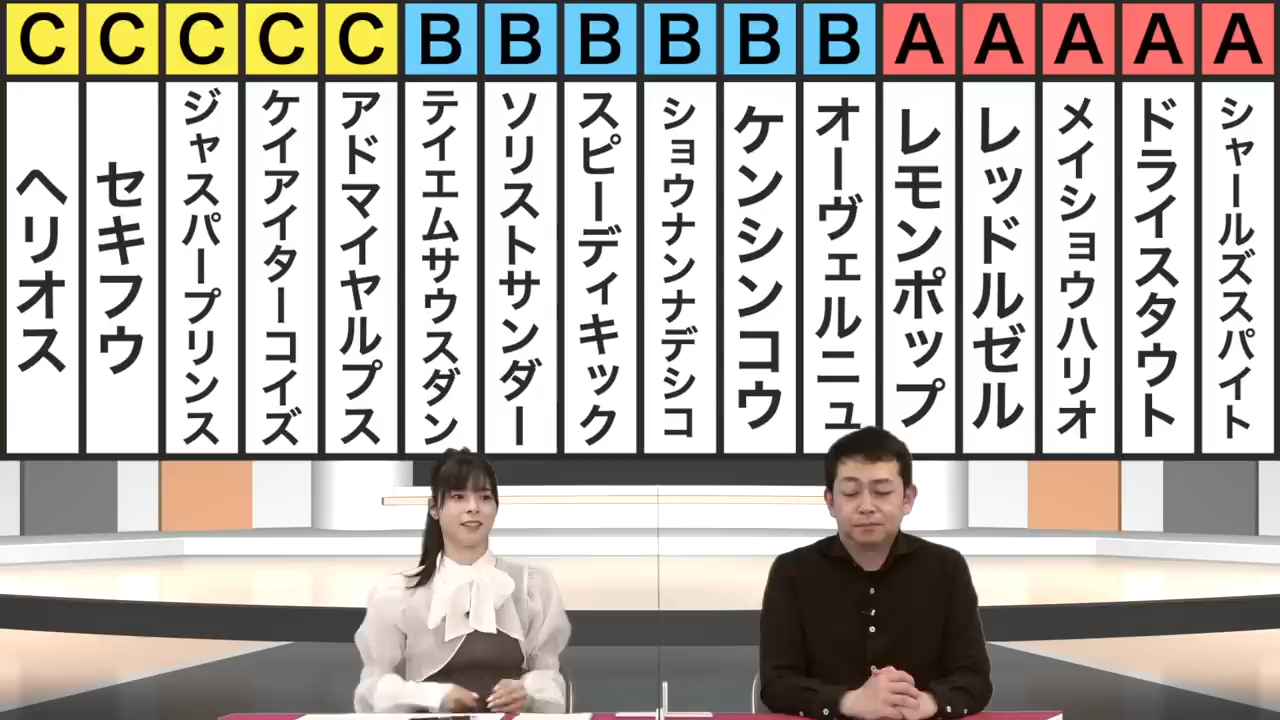 A
シャールズスパイト
A
ドライスタウト
A
メイショウハリオ
A
レッドルゼル
A
レモンポップ
B
オーヴェルニュ
B
ケンシンコウ
B
ショウナンナデシコ
B
スピーディキック
B
ソリストサンダー
B
テイエムサウスダン
C
アドマイヤルプス
C
ケイアイターコイズ
C
ジャスパープリンス
C
セキフウ
C
ヘリオス